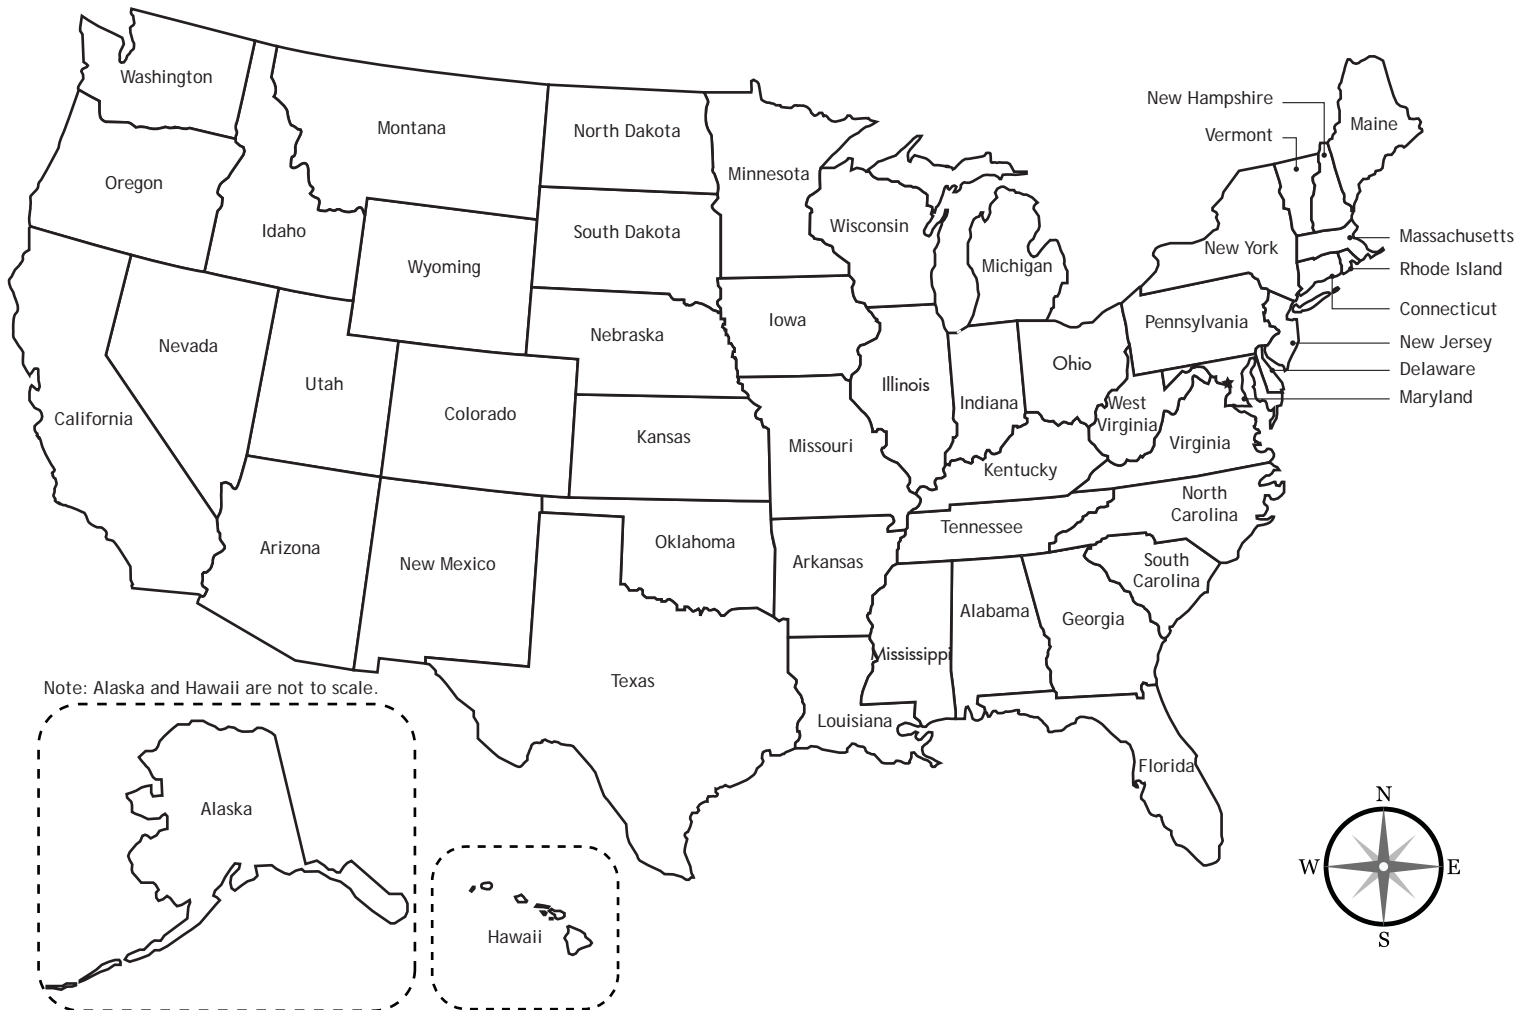 New Hampshire
Vermont
Maine
Washington
Montana
North Dakota
Minnesota
Oregon
Idaho
South Dakota
Wisconsin
Wyoming
Michigan
New York
Massachusetts
Rhode Island
Connecticut
New Jersey
Delaware
Maryland
Nebraska
Iowa
Pennsylvania
Nevada
Utah
Colorado
California
Illinois
Indiana
Ohio
West
Virginia
Virginia
Kansas
Missouri
Kentucky
Arizona
New Mexico
Oklahoma
Arkansas
Tennessee
North
Carolina
South
Carolina
Texas
Louisiana
Mississippi
Alabama
Georgia
Florida
Note: Alaska and Hawaii are not to scale.
Alaska
Hawaii
N
W
E
S